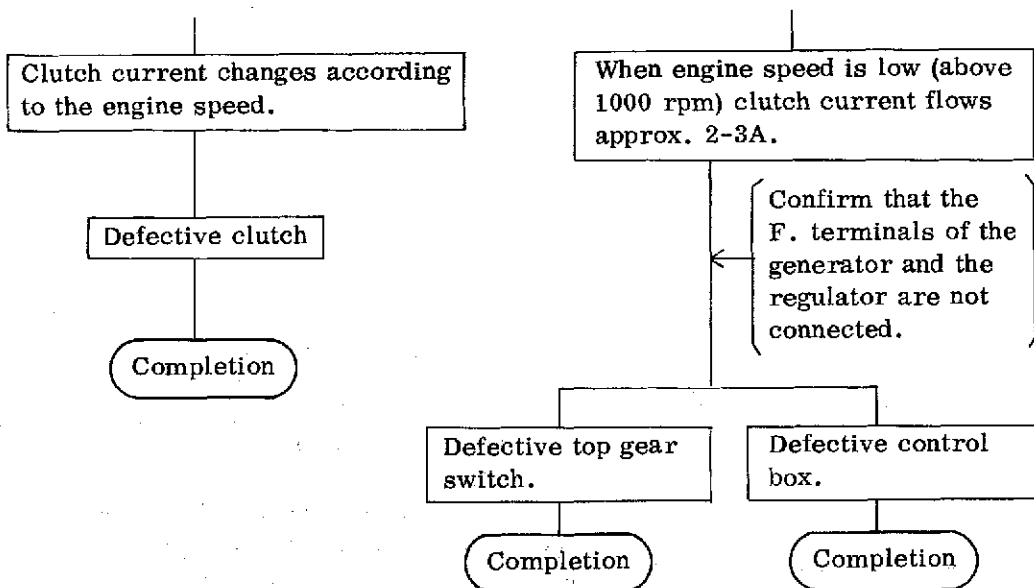 Clutch current changes according
to the engine speed.
Defective clutch
Completion
When engine speed is low (above
1000 rpm) clutch current flows
approx. 2-3A.
Confirm that the
F. terminals of the
generator and the
regulator are not
connected.
Defective top gear
switch.
Completion
Defective control
box.
Completion